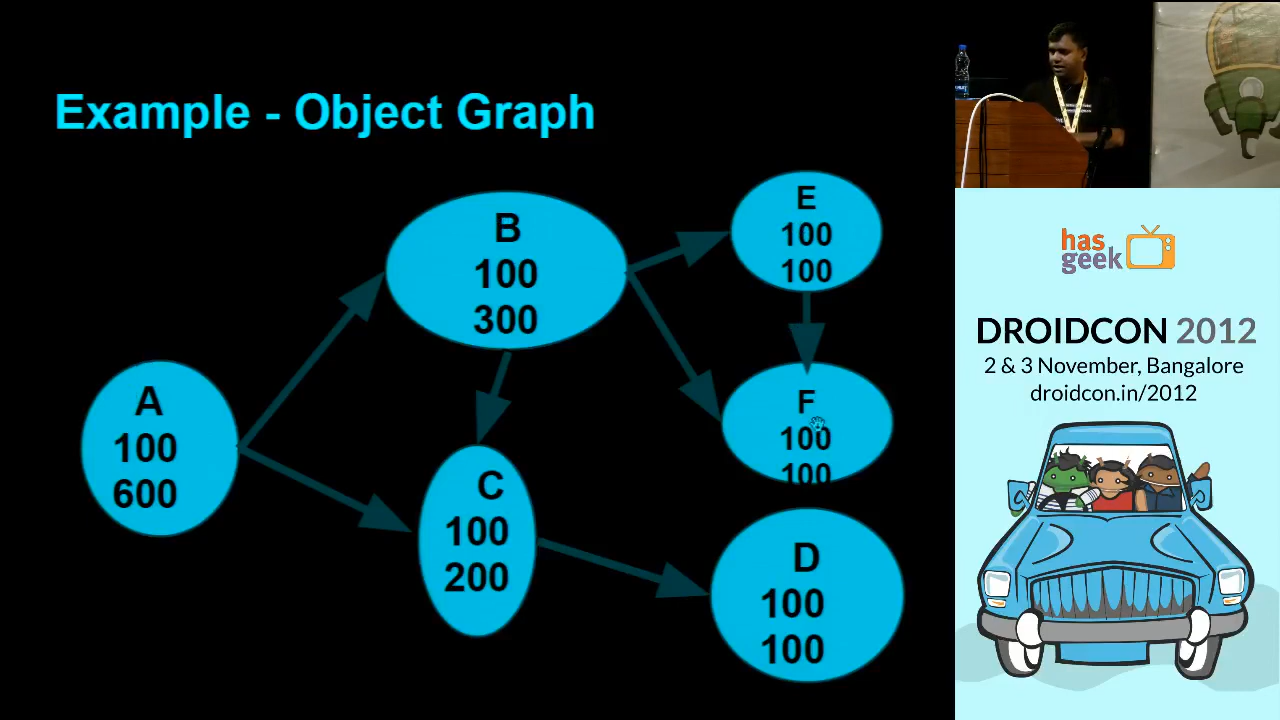 Example - Object Graph
B
100
300
E
100
100
A
100
600
F
100
100
C
100
200
D
100
100
has
geek
DROIDCON 2012
2 & 3 November, Bangalore
droidcon.in/2012